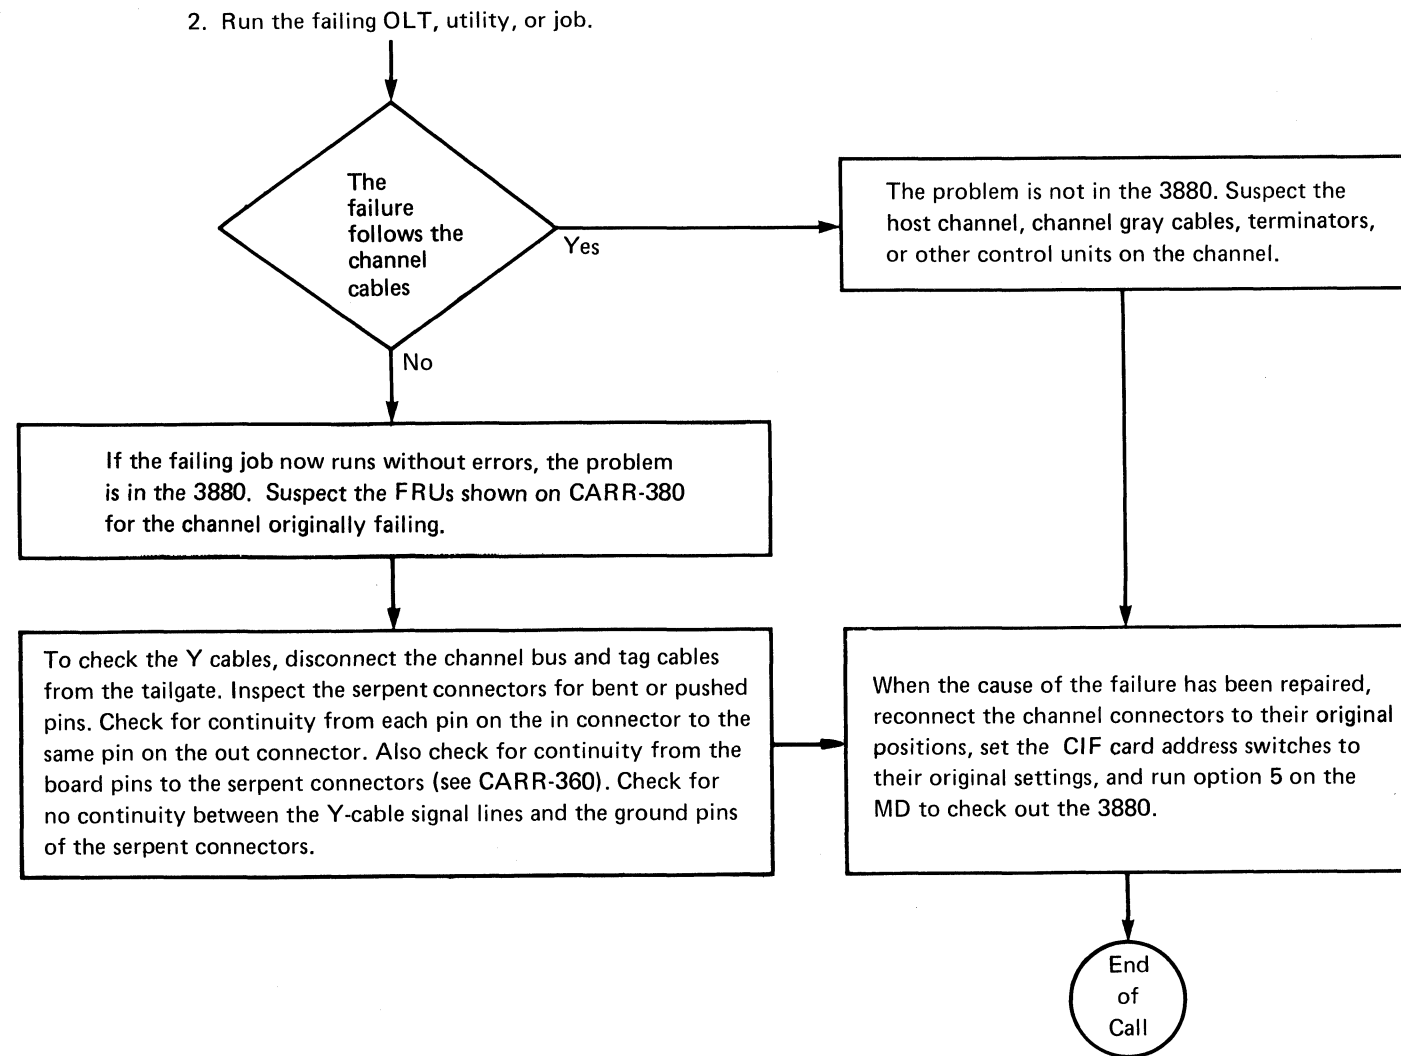 2. Run the failing OLT, utility, or job.
The
failure
follows the
channel
cables
Yes
No
The problem is not in the 3880. Suspect the
host channel, channel gray cables, terminators,
or other control units on the channel.
If the failing job now runs without errors, the problem
is in the 3880. Suspect the FRUs shown on CARR-380
for the channel originally failing.
To check the Y cables, disconnect the channel bus and tag cables
from the tailgate. Inspect the serpent connectors for bent or pushed
pins. Check for continuity from each pin on the in connector to the
same pin on the out connector. Also check for continuity from the
board pins to the serpent connectors (see CARR-360). Check for
no continuity between the Y-cable signal lines and the ground pins
of the serpent connectors.
When the cause of the failure has been repaired,
reconnect the channel connectors to their original
positions, set the CIF card address switches to
their original settings, and run option 5 on the
MD to check out the 3880.
End
of
Call